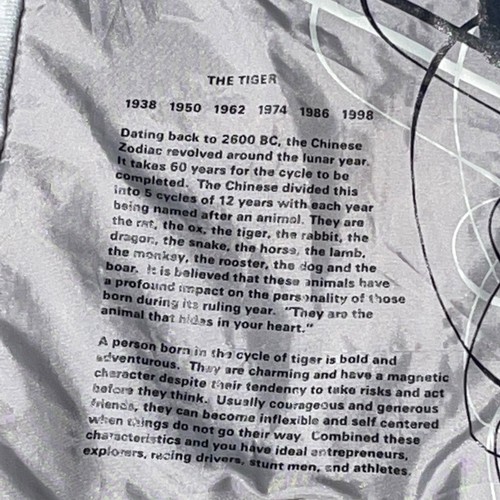 THE TIGER
1938 1950 1962 1974 1986 1998
Dating back to 2600 BC, the Chinese
Zodiac revolved around the lunar year.
It takes 60 years for the cycle to be
completed. The Chinese divided this
into 5 cycles of 12 years with each year
being named after an animal. They are
the rat, the ox, the tiger, the rabbit, the
dragon, the snake, the horse, the lamb,
the monkey, the rooster, the dog and the
boar. It is believed that these animals have
a profound impact on the personality of those
born during its ruling year. "They are the
animal that hides in your heart."
A person born in the cycle of tiger is bold and
adventurous. They are charming and have a magnetic
character despite their tendency to take risks and act
before they think. Usually courageous and generous
friends, they can become inflexible and self centered
when things do not go their way. Combined these
characteristics and you have ideal entrepreneurs,
explorers, racing drivers, stunt men, and athletes.